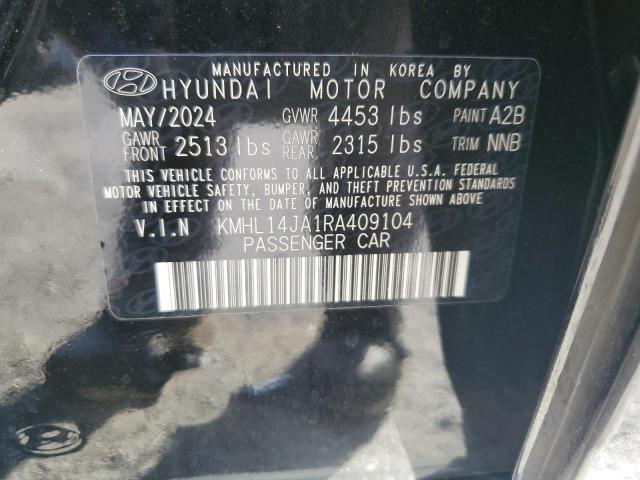 MANUFACTURED IN KOREA BY
HYUNDAI MOTOR COMPANY
MAY/2024 GVWR 4453 lbs PAINT A2B
GAWR FRONT 2513 lbs GAWR REAR 2315 lbs TRIM NNB
THIS VEHICLE CONFORMS TO ALL APPLICABLE U.S.A. FEDERAL
MOTOR VEHICLE SAFETY, BUMPER, AND THEFT PREVENTION STANDARDS
IN EFFECT ON THE DATE OF MANUFACTURE SHOWN ABOVE
V.I.N KMHL14JA1RA409104
PASSENGER CAR